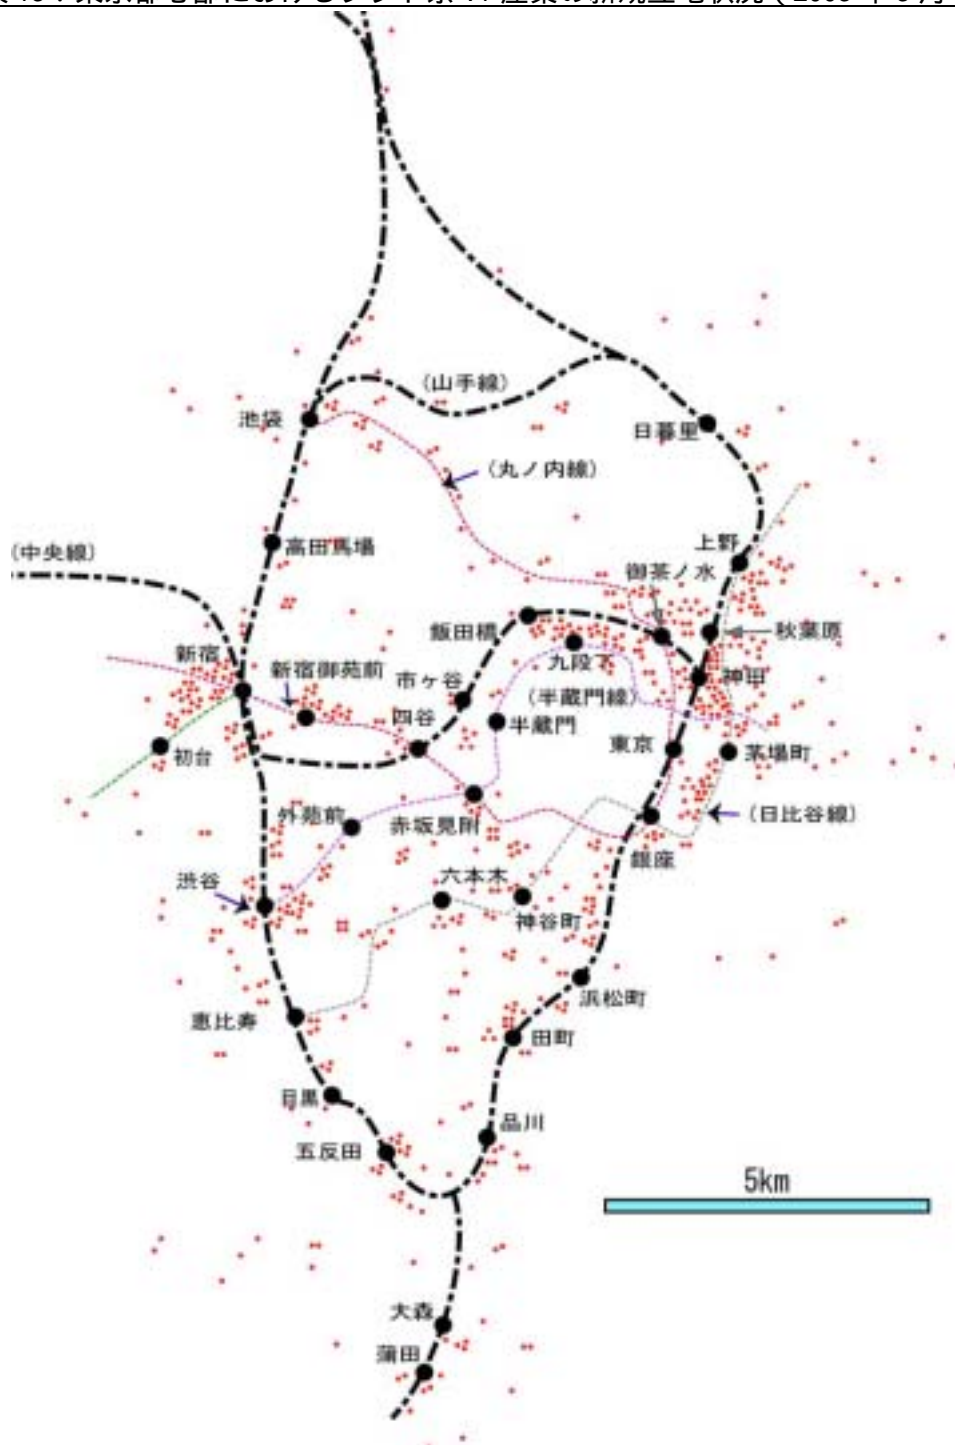 (山手線)
池袋
日暮里
(丸ノ内線)
上野
(中央線)
高田馬場
御茶ノ水
飯田橋
秋葉原
新宿
九段下
新宿御苑前
市ヶ谷
神田
(半蔵門線)
四谷
半蔵門
東京
初台
茅場町
外苑前
赤坂見附
(日比谷線)
銀座
渋谷
六本木
神谷町
浜松町
恵比寿
田町
目黒
品川
五反田
5km
大森
蒲田